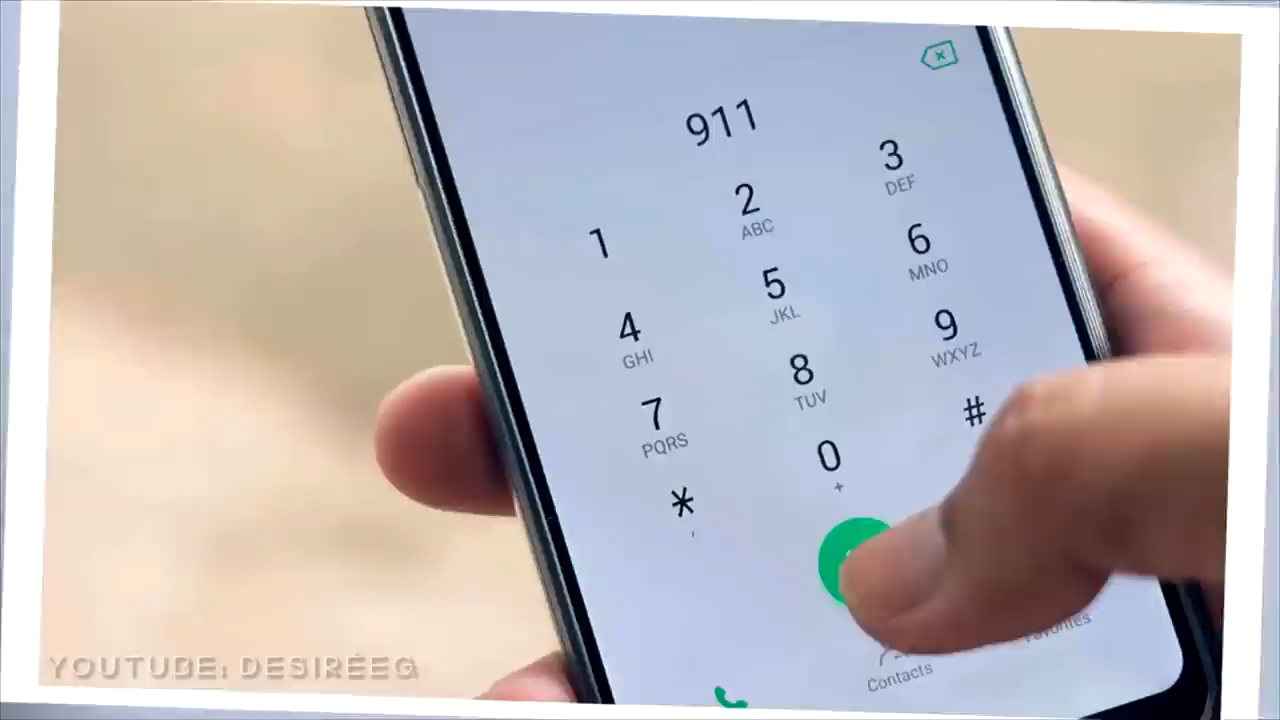 911
1
2
ABC
3
DEF
4
GHI
5
JKL
6
MNO
7
PQRS
8
TUV
9
WXYZ
*
,
0
+
#
Contacts
Favorites
YOUTUBE: DESIREEG